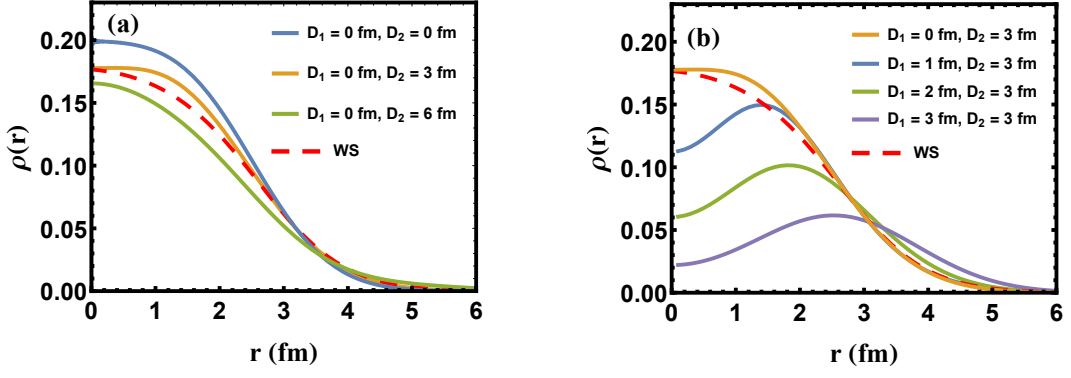 (a)
D₁ = 0 fm, D₂ = 0 fm
D₁ = 0 fm, D₂ = 3 fm
D₁ = 0 fm, D₂ = 6 fm
WS
0.20
0.15
0.10
0.05
0.00
ρ(r)
0 1 2 3 4 5 6
r (fm)
(b)
D₁ = 0 fm, D₂ = 3 fm
D₁ = 1 fm, D₂ = 3 fm
D₁ = 2 fm, D₂ = 3 fm
D₁ = 3 fm, D₂ = 3 fm
WS
0.20
0.15
0.10
0.05
0.00
ρ(r)
0 1 2 3 4 5 6
r (fm)